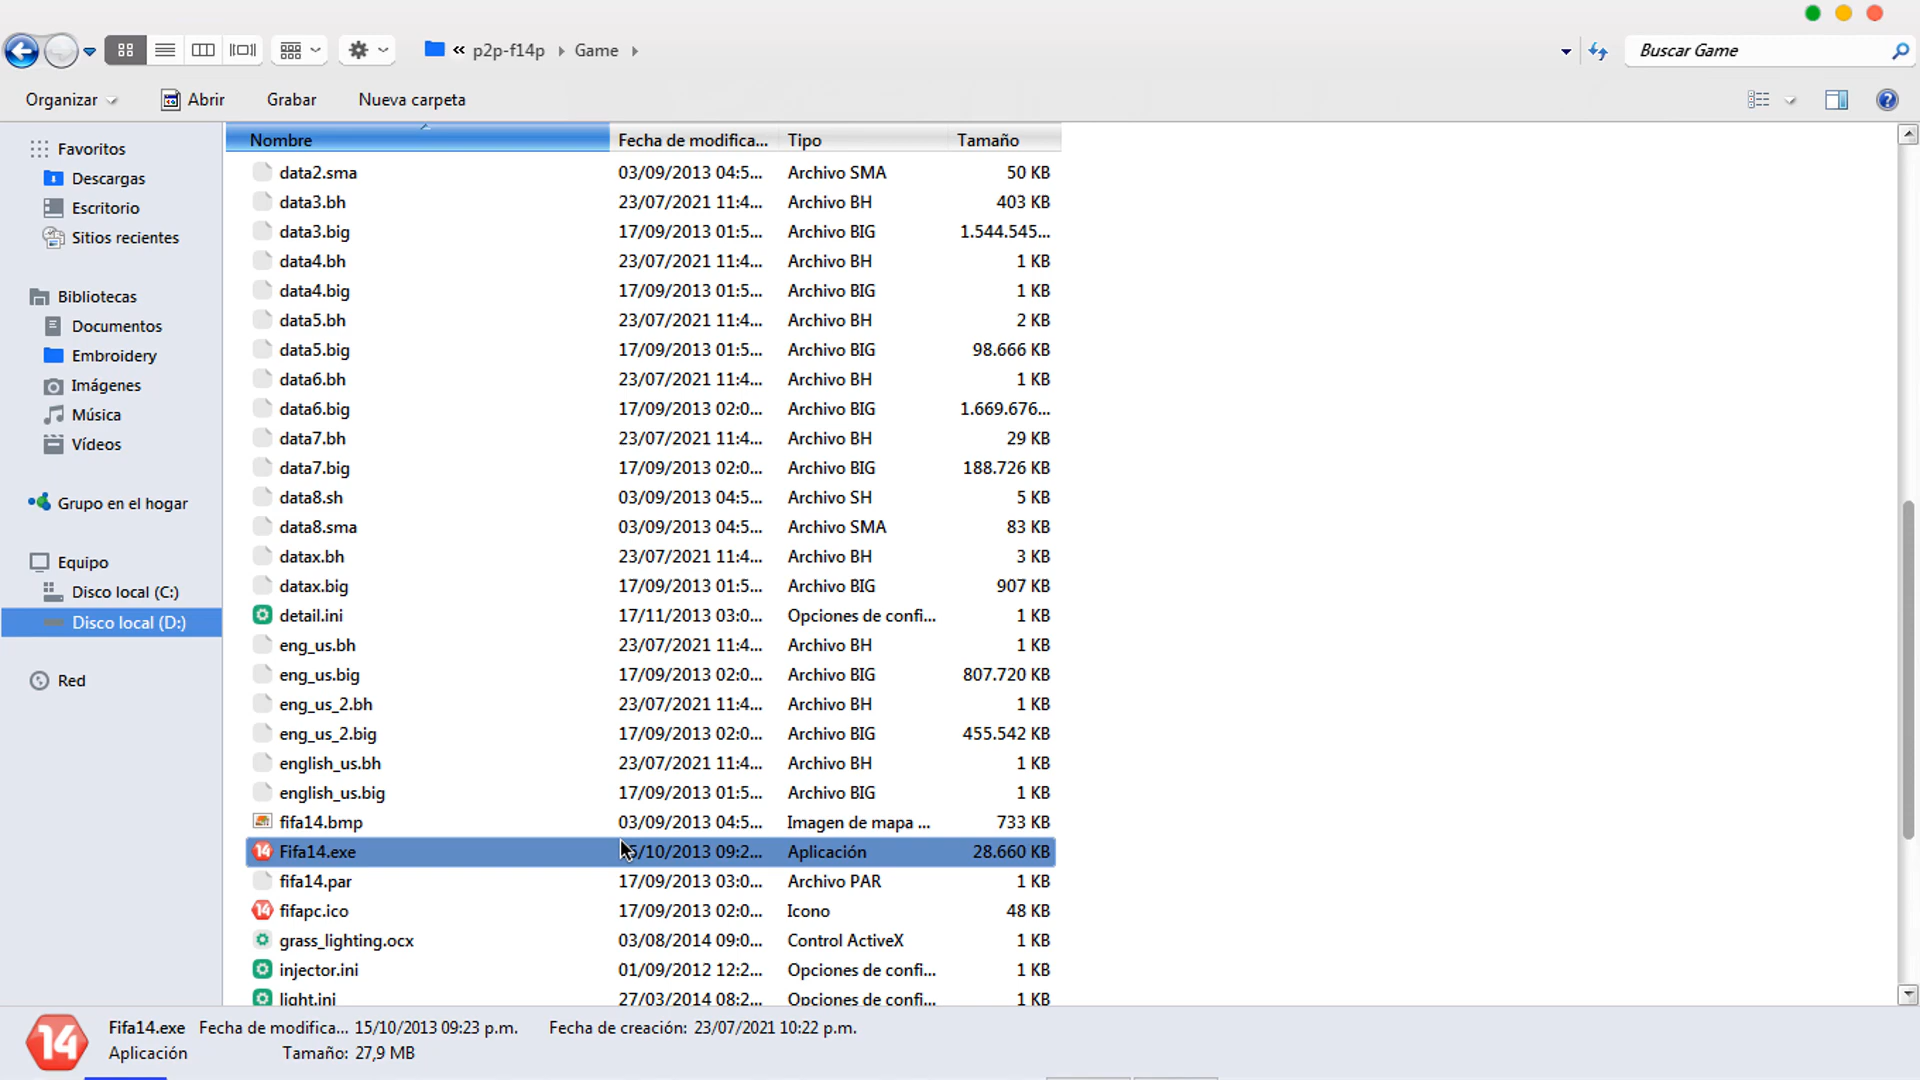 « p2p-f14p Game Buscar Game
Organizar Abrir Grabar Nueva carpeta
Favoritos
Descargas
Escritorio
Sitios recientes
Bibliotecas
Documentos
Embroidery
Imágenes
Música
Vídeos
Grupo en el hogar
Equipo
Disco local (C:)
Disco local (D:)
Red
Nombre Fecha de modifica... Tipo Tamaño
data2.sma 03/09/2013 04:5... Archivo SMA 50 KB
data3.bh 23/07/2021 11:4... Archivo BH 403 KB
data3.big 17/09/2013 01:5... Archivo BIG 1.544.545...
data4.bh 23/07/2021 11:4... Archivo BH 1 KB
data4.big 17/09/2013 01:5... Archivo BIG 1 KB
data5.bh 23/07/2021 11:4... Archivo BH 2 KB
data5.big 17/09/2013 01:5... Archivo BIG 98.666 KB
data6.bh 23/07/2021 11:4... Archivo BH 1 KB
data6.big 17/09/2013 02:0... Archivo BIG 1.669.676...
data7.bh 23/07/2021 11:4... Archivo BH 29 KB
data7.big 17/09/2013 02:0... Archivo BIG 188.726 KB
data8.sh 03/09/2013 04:5... Archivo SH 5 KB
data8.sma 03/09/2013 04:5... Archivo SMA 83 KB
datax.bh 23/07/2021 11:4... Archivo BH 3 KB
datax.big 17/09/2013 01:5... Archivo BIG 907 KB
detail.ini 17/11/2013 03:0... Opciones de confi... 1 KB
eng_us.bh 23/07/2021 11:4... Archivo BH 1 KB
eng_us.big 17/09/2013 02:0... Archivo BIG 807.720 KB
eng_us_2.bh 23/07/2021 11:4... Archivo BH 1 KB
eng_us_2.big 17/09/2013 02:0... Archivo BIG 455.542 KB
english_us.bh 23/07/2021 11:4... Archivo BH 1 KB
english_us.big 17/09/2013 01:5... Archivo BIG 1 KB
fifa14.bmp 03/09/2013 04:5... Imagen de mapa ... 733 KB
14 Fifa14.exe 5/10/2013 09:2... Aplicación 28.660 KB
fifa14.par 17/09/2013 03:0... Archivo PAR 1 KB
14 fifapc.ico 17/09/2013 02:0... Icono 48 KB
grass_lighting.ocx 03/08/2014 09:0... Control ActiveX 1 KB
injector.ini 01/09/2012 12:2... Opciones de confi... 1 KB
light.ini 27/03/2014 08:2... Opciones de confi... 1 KB
14 Fifa14.exe Fecha de modifica... 15/10/2013 09:23 p.m. Fecha de creación: 23/07/2021 10:22 p.m.
Aplicación Tamaño: 27,9 MB